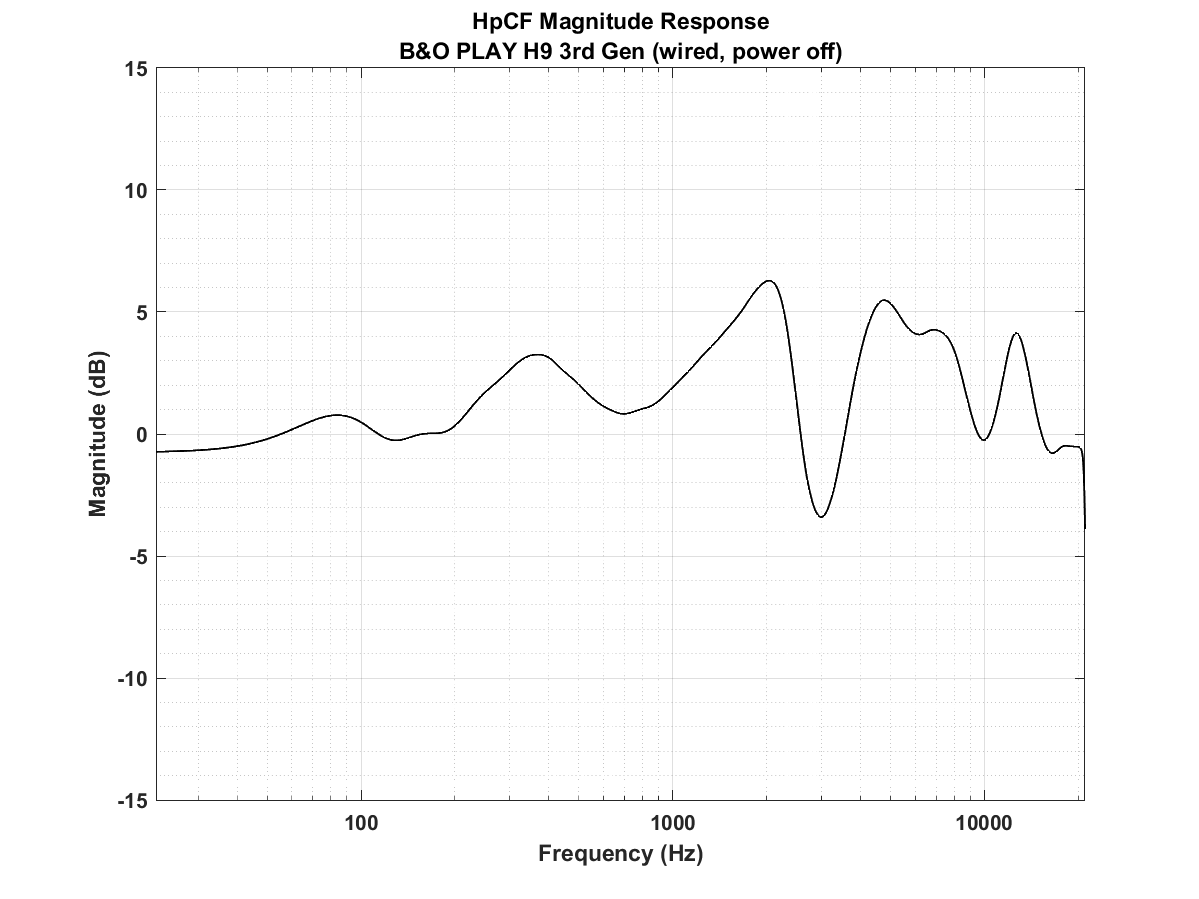 HpCF Magnitude Response
B&O PLAY H9 3rd Gen (wired, power off)
15
10
5
0
-5
-10
-15
Magnitude (dB)
100
1000
10000
Frequency (Hz)